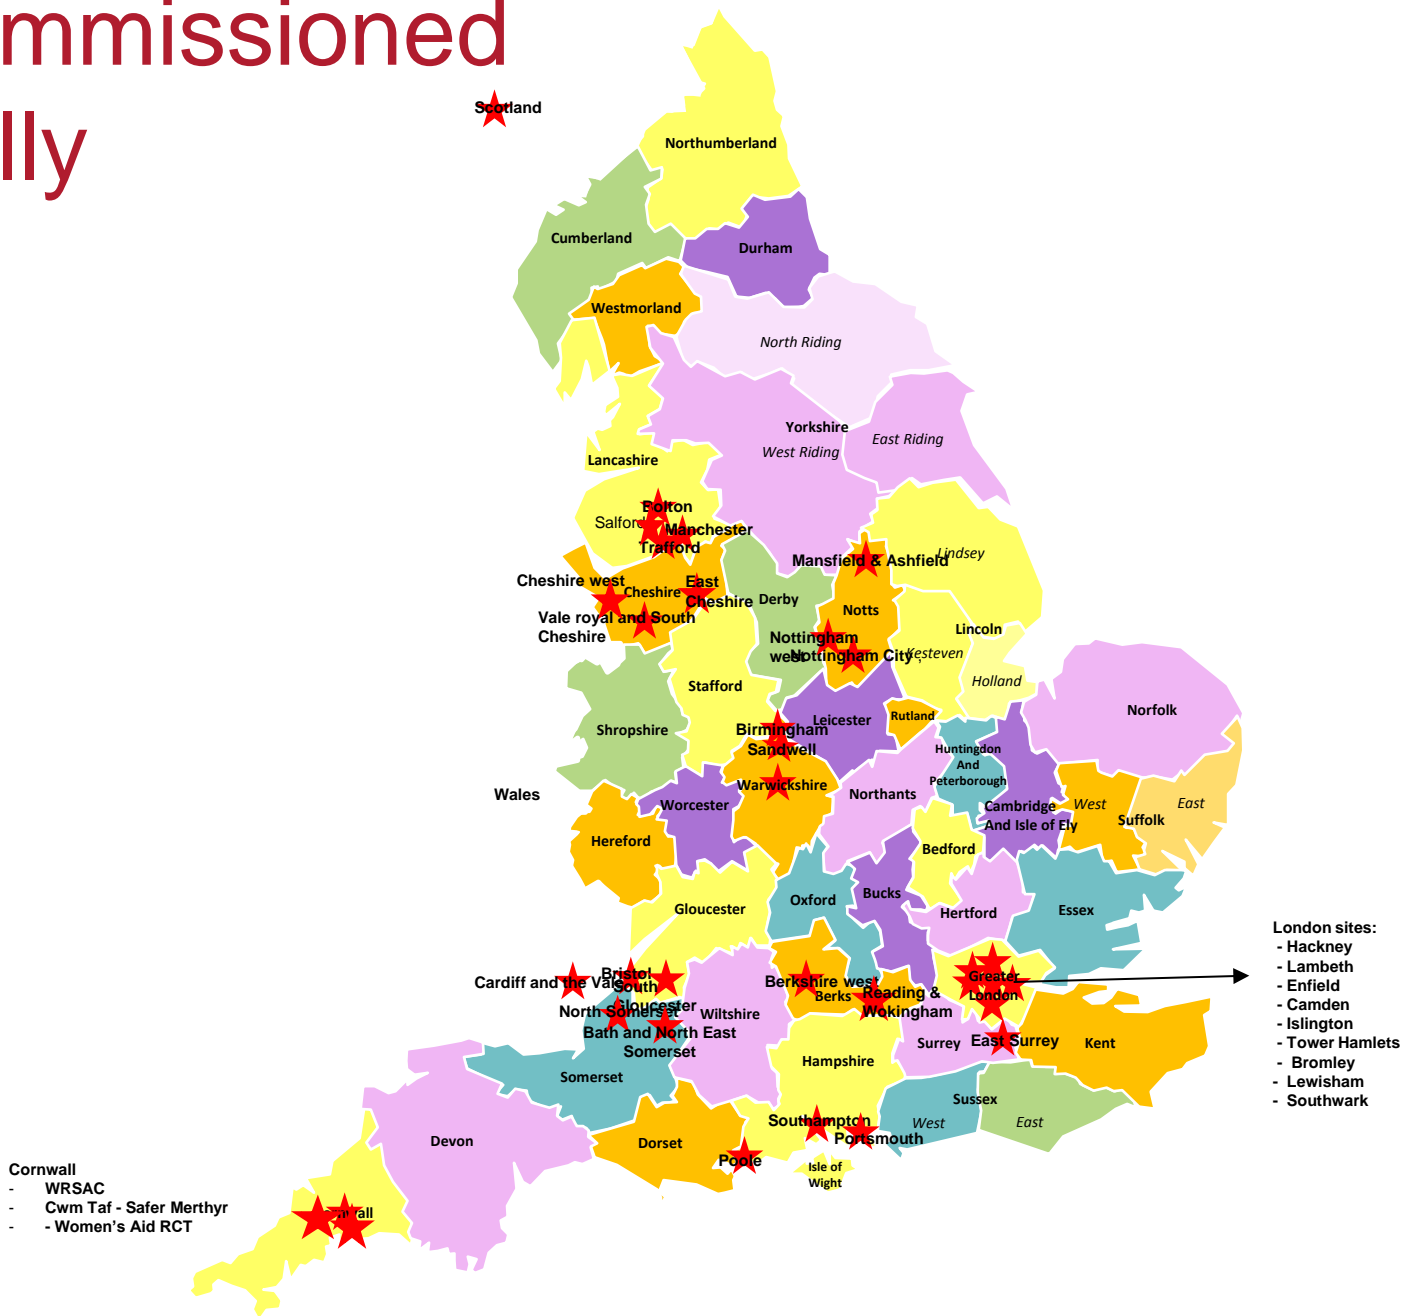 mmissioned
lly
Scotland
Northumberland
Cumberland
Durham
Westmorland
North Riding
Yorkshire
West Riding
East Riding
Lancashire
Bolton
Salford
Manchester
Trafford
Mansfield & Ashfield
Lindsey
Cheshire west
Cheshire
East
Cheshire
Derby
Notts
Vale royal and South
Cheshire
Nottingham
west
Nottingham City ,
Lincoln
Kesteven
Holland
Stafford
Leicester
Rutland
Norfolk
Shropshire
Birmingham
Sandwell
Huntingdon
And
Peterborough
Warwickshire
Wales
Worcester
Northants
Cambridge
And Isle of Ely
West
East
Suffolk
Hereford
Bedford
Gloucester
Oxford
Bucks
Hertford
Essex
London sites:
- Hackney
- Lambeth
- Enfield
- Camden
- Islington
- Tower Hamlets
- Bromley
- Lewisham
- Southwark
Cardiff and the Vale
Bristol
South
Gloucester
Berkshire west
Berks
Reading &
Wokingham
Greater
London
North Somerset
Bath and North East
Somerset
Wiltshire
Surrey
East Surrey
Kent
Hampshire
Somerset
Sussex
West
East
Devon
Dorset
Southampton
Portsmouth
Poole
Isle of
Wight
Cornwall
- WRSAC
- Cwm Taf - Safer Merthyr
- - Women's Aid RCT